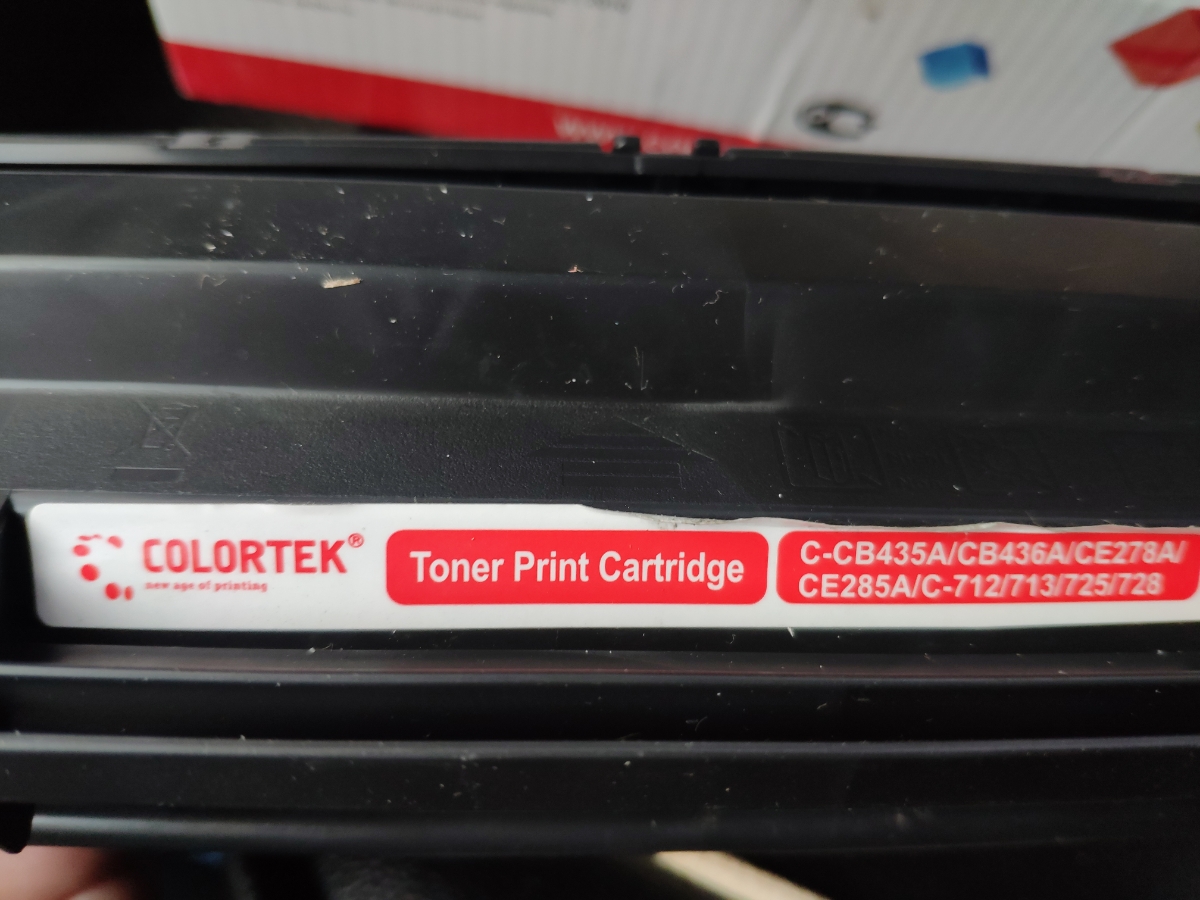 COLORTEK®
new age of printing
Toner Print Cartridge
C-CB435A/CB436A/CE278A/
CE285A/C-712/713/725/728